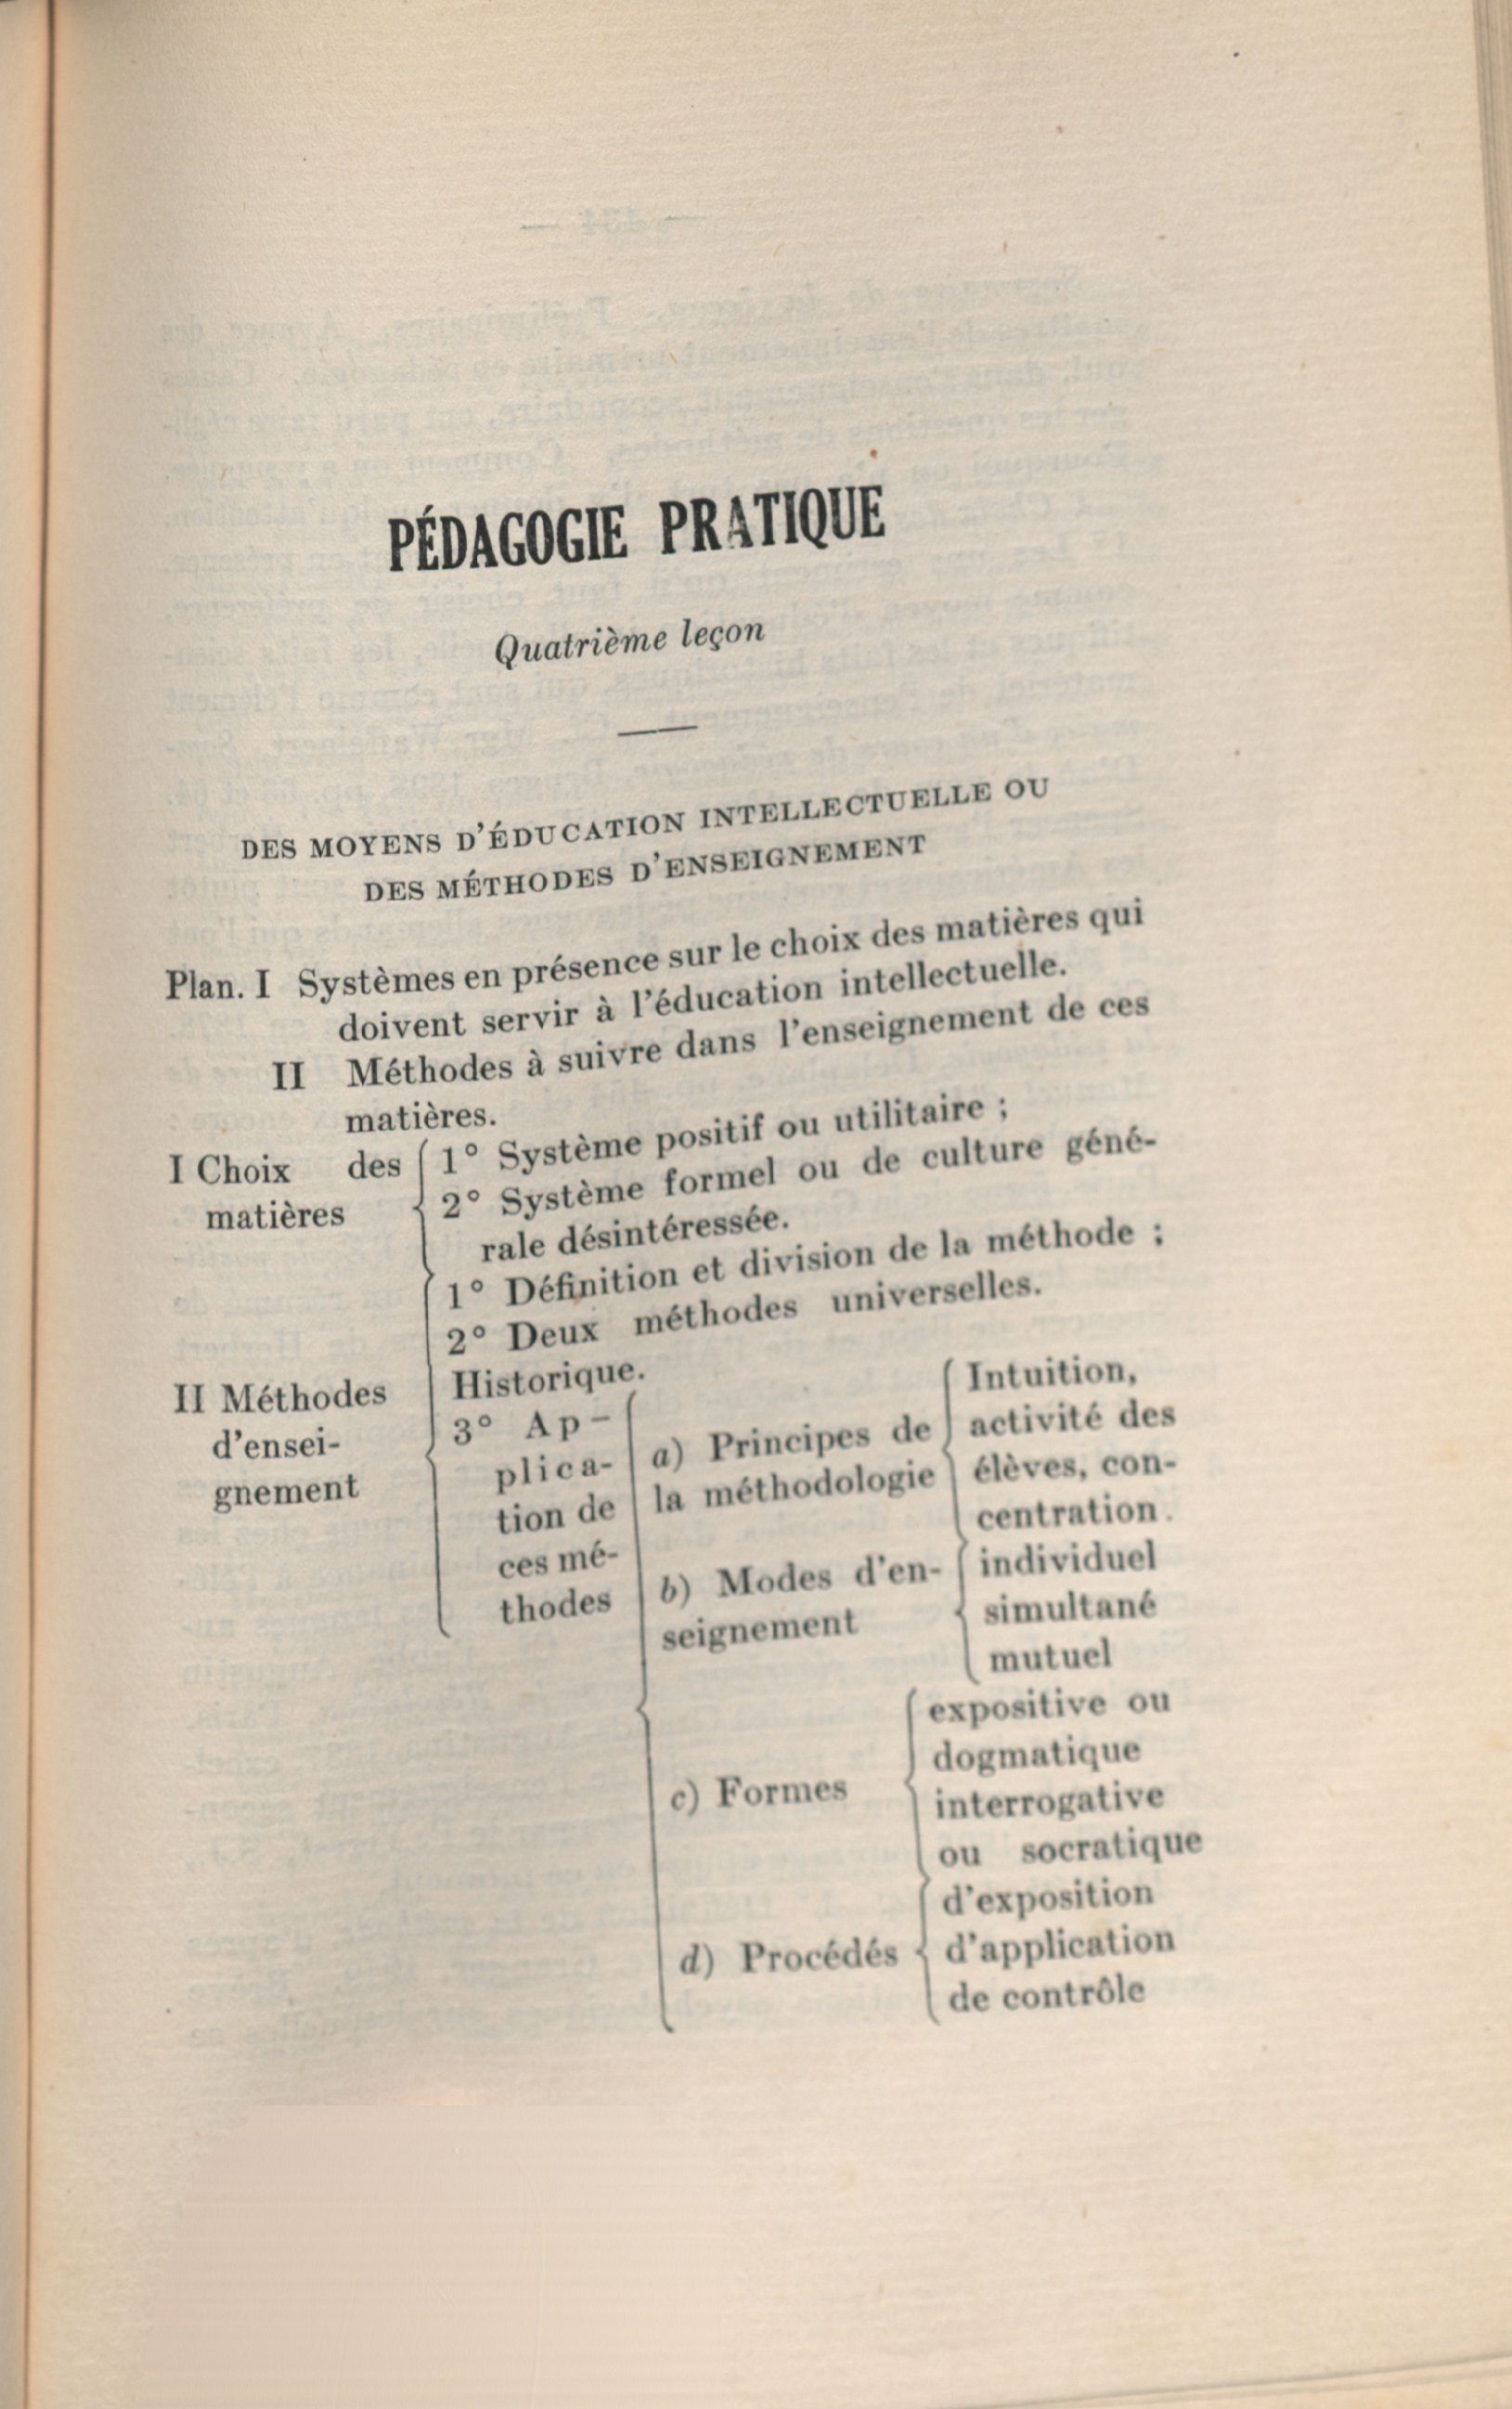 PÉDAGOGIE PRATIQUE
Quatrième leçon
DES MOYENS D'ÉDUCATION INTELLECTUELLE OU
DES MÉTHODES D'ENSEIGNEMENT
Plan. I Systèmes en présence sur le choix des matières qui
doivent servir à l'éducation intellectuelle.
II Méthodes à suivre dans l'enseignement de ces
matières.
I Choix des
matières
1° Système positif ou utilitaire ;
2° Système formel ou de culture géné-
rale désintéressée.
II Méthodes
d'ensei-
gnement
1° Définition et division de la méthode ;
2° Deux méthodes universelles.
Historique.
3° Ap-
plica-
tion de
ces mé-
thodes
a) Principes de
la méthodologie
Intuition,
activité des
élèves, con-
centration.
b) Modes d'en-
seignement
individuel
simultané
mutuel
c) Formes
expositive ou
dogmatique
interrogative
ou socratique
d) Procédés
d'exposition
d'application
de contrôle